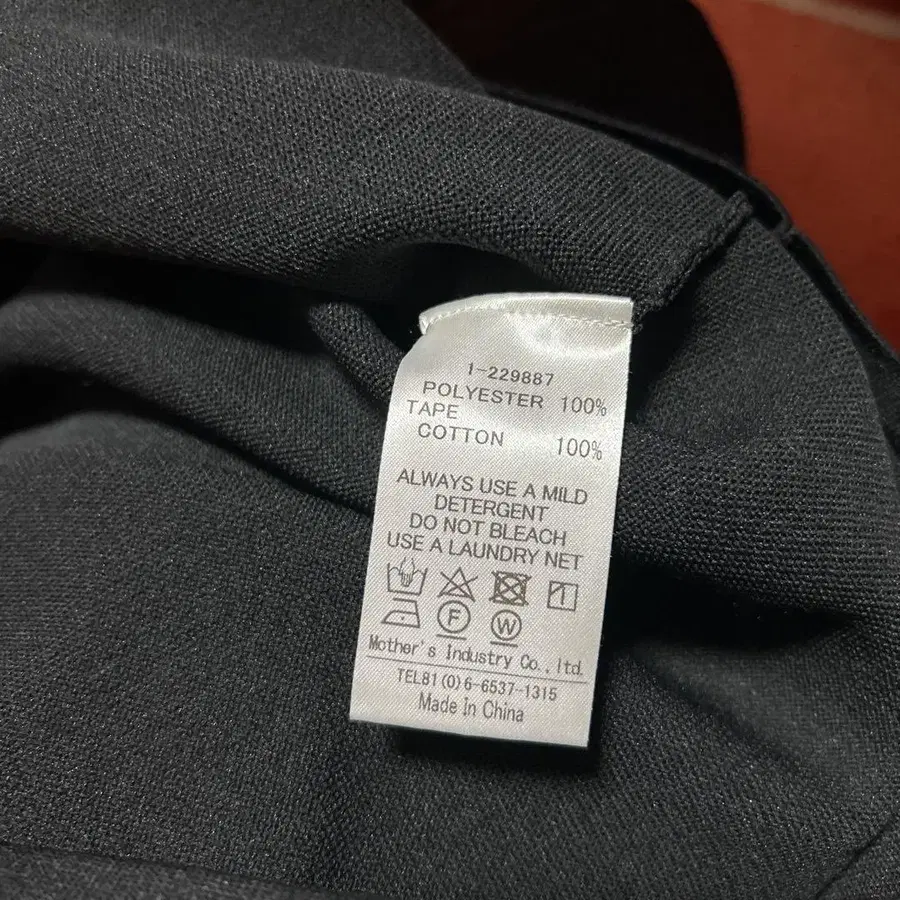 1-229887
POLYESTER 100%
TAPE
COTTON 100%
ALWAYS USE A MILD
DETERGENT
DO NOT BLEACH
USE A LAUNDRY NET
F W
Mother's Industry Co., ltd.
TEL81(0)6-6537-1315
Made In China